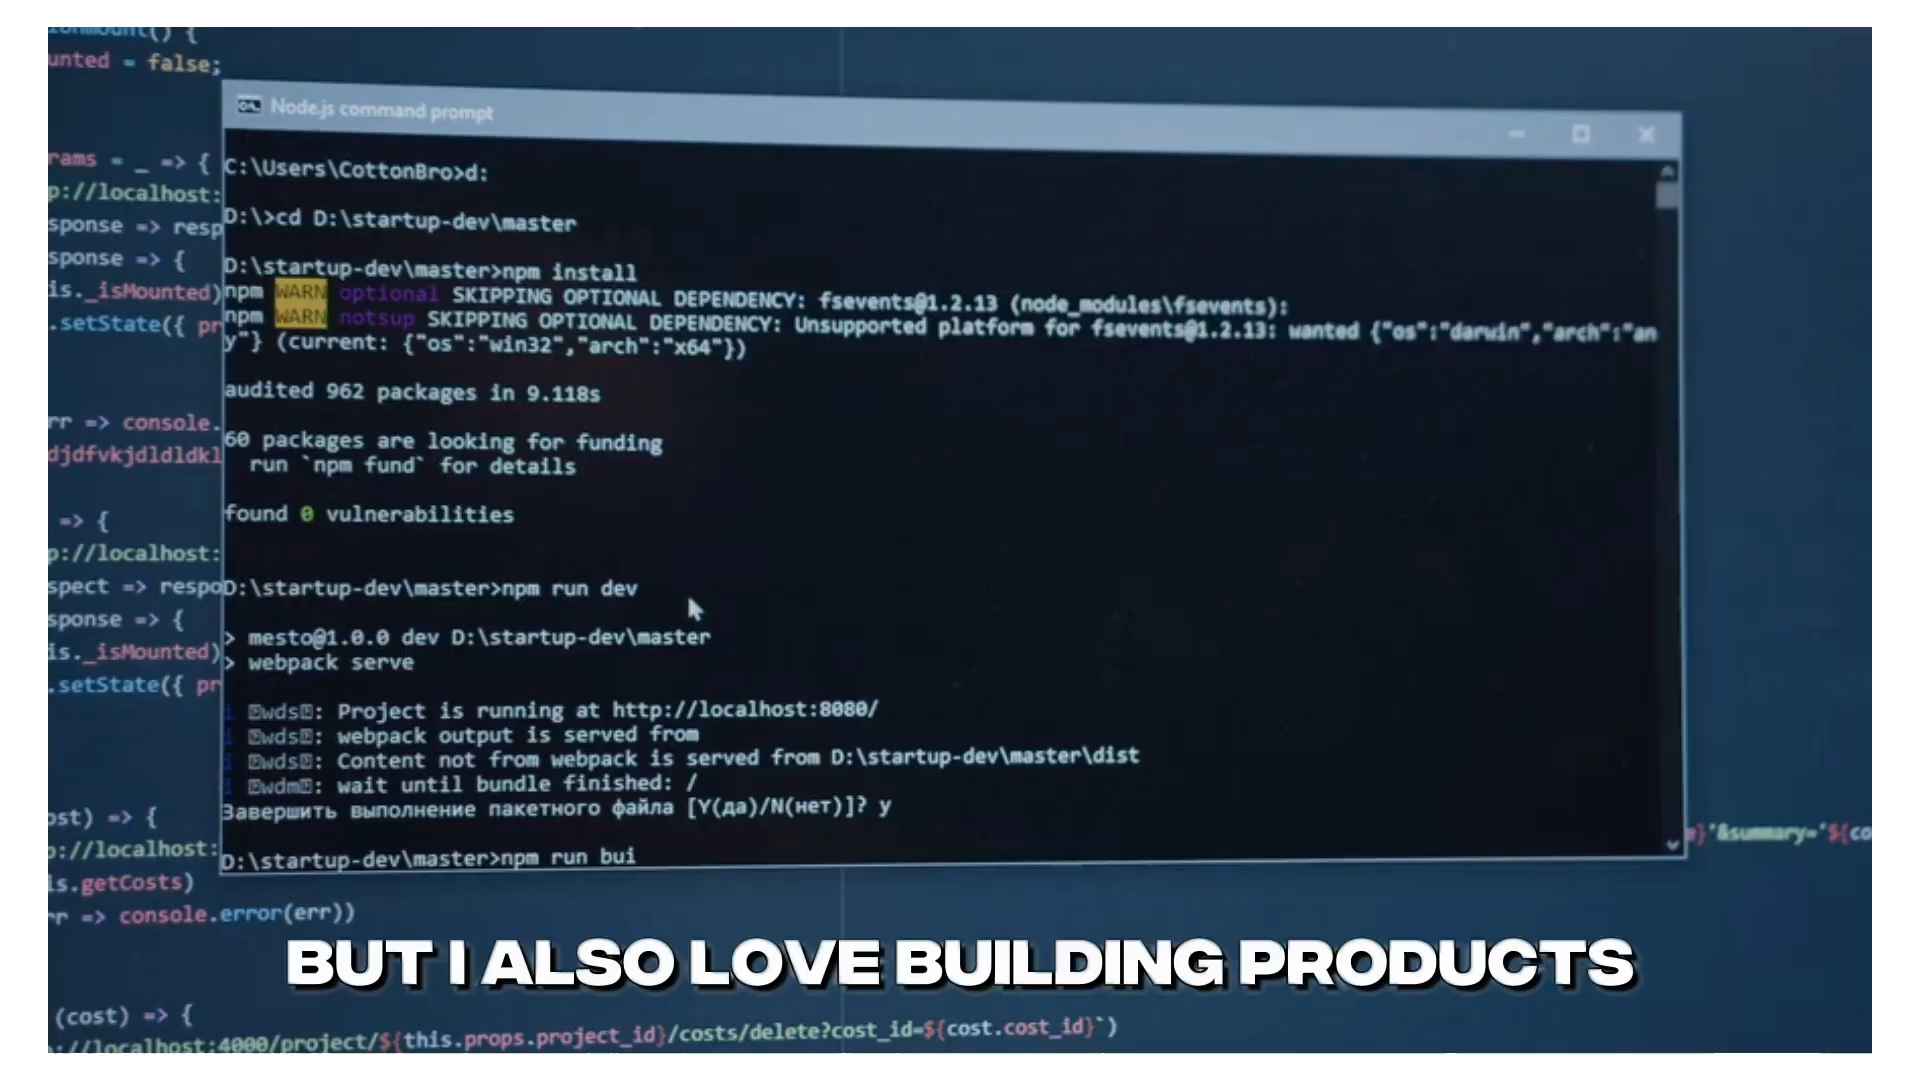 onmount() {
unted = false;
Node.js command prompt
rams = _ => {
p://localhost:
sponse => resp
sponse => {
is._isMounted)
.setState({ pr
rr => console.
djdfvkjdldldkl
=> {
p://localhost:
spect => respo
sponse => {
is._isMounted)
.setState({ pr
ost) => {
p://localhost:
is.getCosts)
rr => console.error(err))
(cost) => {
://localhost:4000/project/${this.props.project_id}/costs/delete?cost_id=${cost.cost_id}`)
C:\Users\CottonBro>d:
D:\>cd D:\startup-dev\master
D:\startup-dev\master>npm install
npm WARN optional SKIPPING OPTIONAL DEPENDENCY: fsevents@1.2.13 (node_modules\fsevents):
npm WARN notsup SKIPPING OPTIONAL DEPENDENCY: Unsupported platform for fsevents@1.2.13: wanted {"os":"darwin","arch":"an
y"} (current: {"os":"win32","arch":"x64"})
audited 962 packages in 9.118s
60 packages are looking for funding
run `npm fund` for details
found 0 vulnerabilities
D:\startup-dev\master>npm run dev
> mesto@1.0.0 dev D:\startup-dev\master
> webpack serve
i ｢wds｣: Project is running at http://localhost:8080/
i ｢wds｣: webpack output is served from
i ｢wds｣: Content not from webpack is served from D:\startup-dev\master\dist
i ｢wdm｣: wait until bundle finished: /
Завершить выполнение пакетного файла [Y(да)/N(нет)]? y
D:\startup-dev\master>npm run bui
}'&summary='${co
BUT I ALSO LOVE BUILDING PRODUCTS